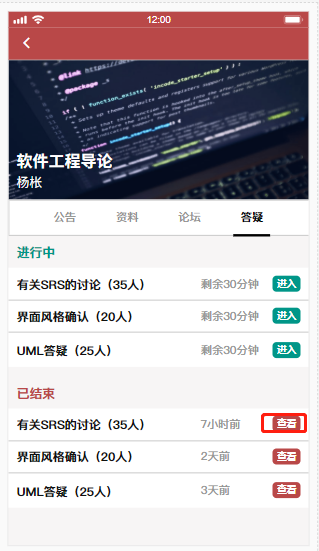 12:00
@link https://
@package
if ( ! function_exists( 'incode_starter_setup' ) ) :
软件工程导论
杨枨
公告 资料 论坛 答疑
进行中
有关SRS的讨论（35人） 剩余30分钟 进入
界面风格确认（20人） 剩余30分钟 进入
UML答疑（25人） 剩余30分钟 进入
已结束
有关SRS的讨论（35人） 7小时前 查看
界面风格确认（20人） 2天前 查看
UML答疑（25人） 3天前 查看